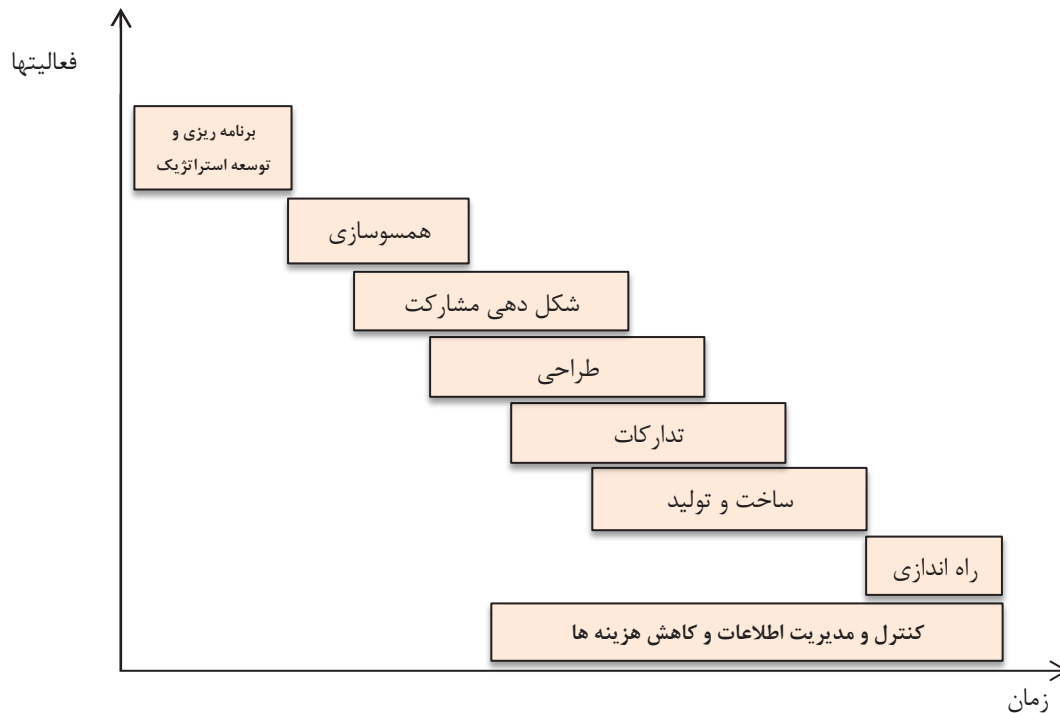 فعالیتها
برنامه ریزی و
توسعه استراتژیک
همسوسازی
شکل دهی مشارکت
طراحی
تدارکات
ساخت و تولید
راه اندازی
کنترل و مدیریت اطلاعات و کاهش هزینه ها
زمان